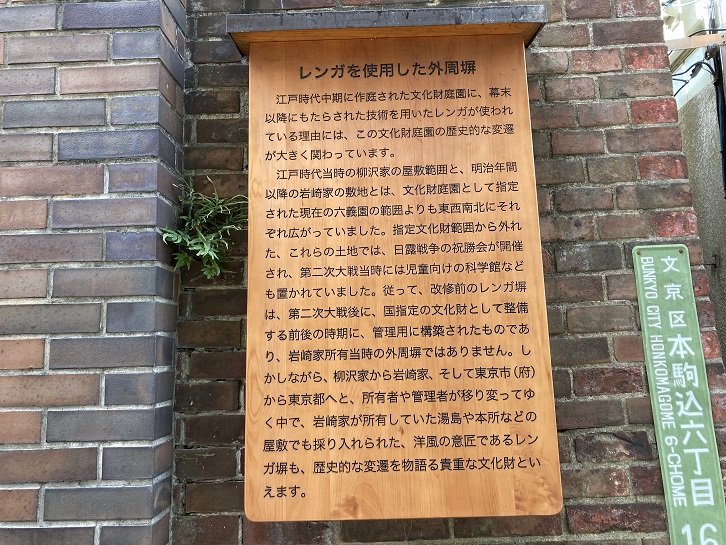 レンガを使用した外周塀
江戸時代中期に作庭された文化財庭園に、幕末
以降にもたらされた技術を用いたレンガが使われ
ている理由には、この文化財庭園の歴史的な変遷
が大きく関わっています。
江戸時代当時の柳沢家の屋敷範囲と、明治年間
以降の岩崎家の敷地とは、文化財庭園として指定
された現在の六義園の範囲よりも東西南北にそれ
ぞれ広がっていました。指定文化財範囲から外れ
た、これらの土地では、日露戦争の祝勝会が開催
され、第二次大戦当時には児童向けの科学館など
も置かれていました。従って、改修前のレンガ塀
は、第二次大戦後に、国指定の文化財として整備
する前後の時期に、管理用に構築されたものであ
り、岩崎家所有当時の外周塀ではありません。し
かしながら、柳沢家から岩崎家、そして東京市（府）
から東京都へと、所有者や管理者が移り変ってゆ
く中で、岩崎家が所有していた湯島や本所などの
屋敷でも採り入れられた、洋風の意匠であるレン
ガ塀も、歴史的な変遷を物語る貴重な文化財とい
えます。
文京区本駒込六丁目
BUNKYO CITY HONKOMAGOME 6-CHOME
16